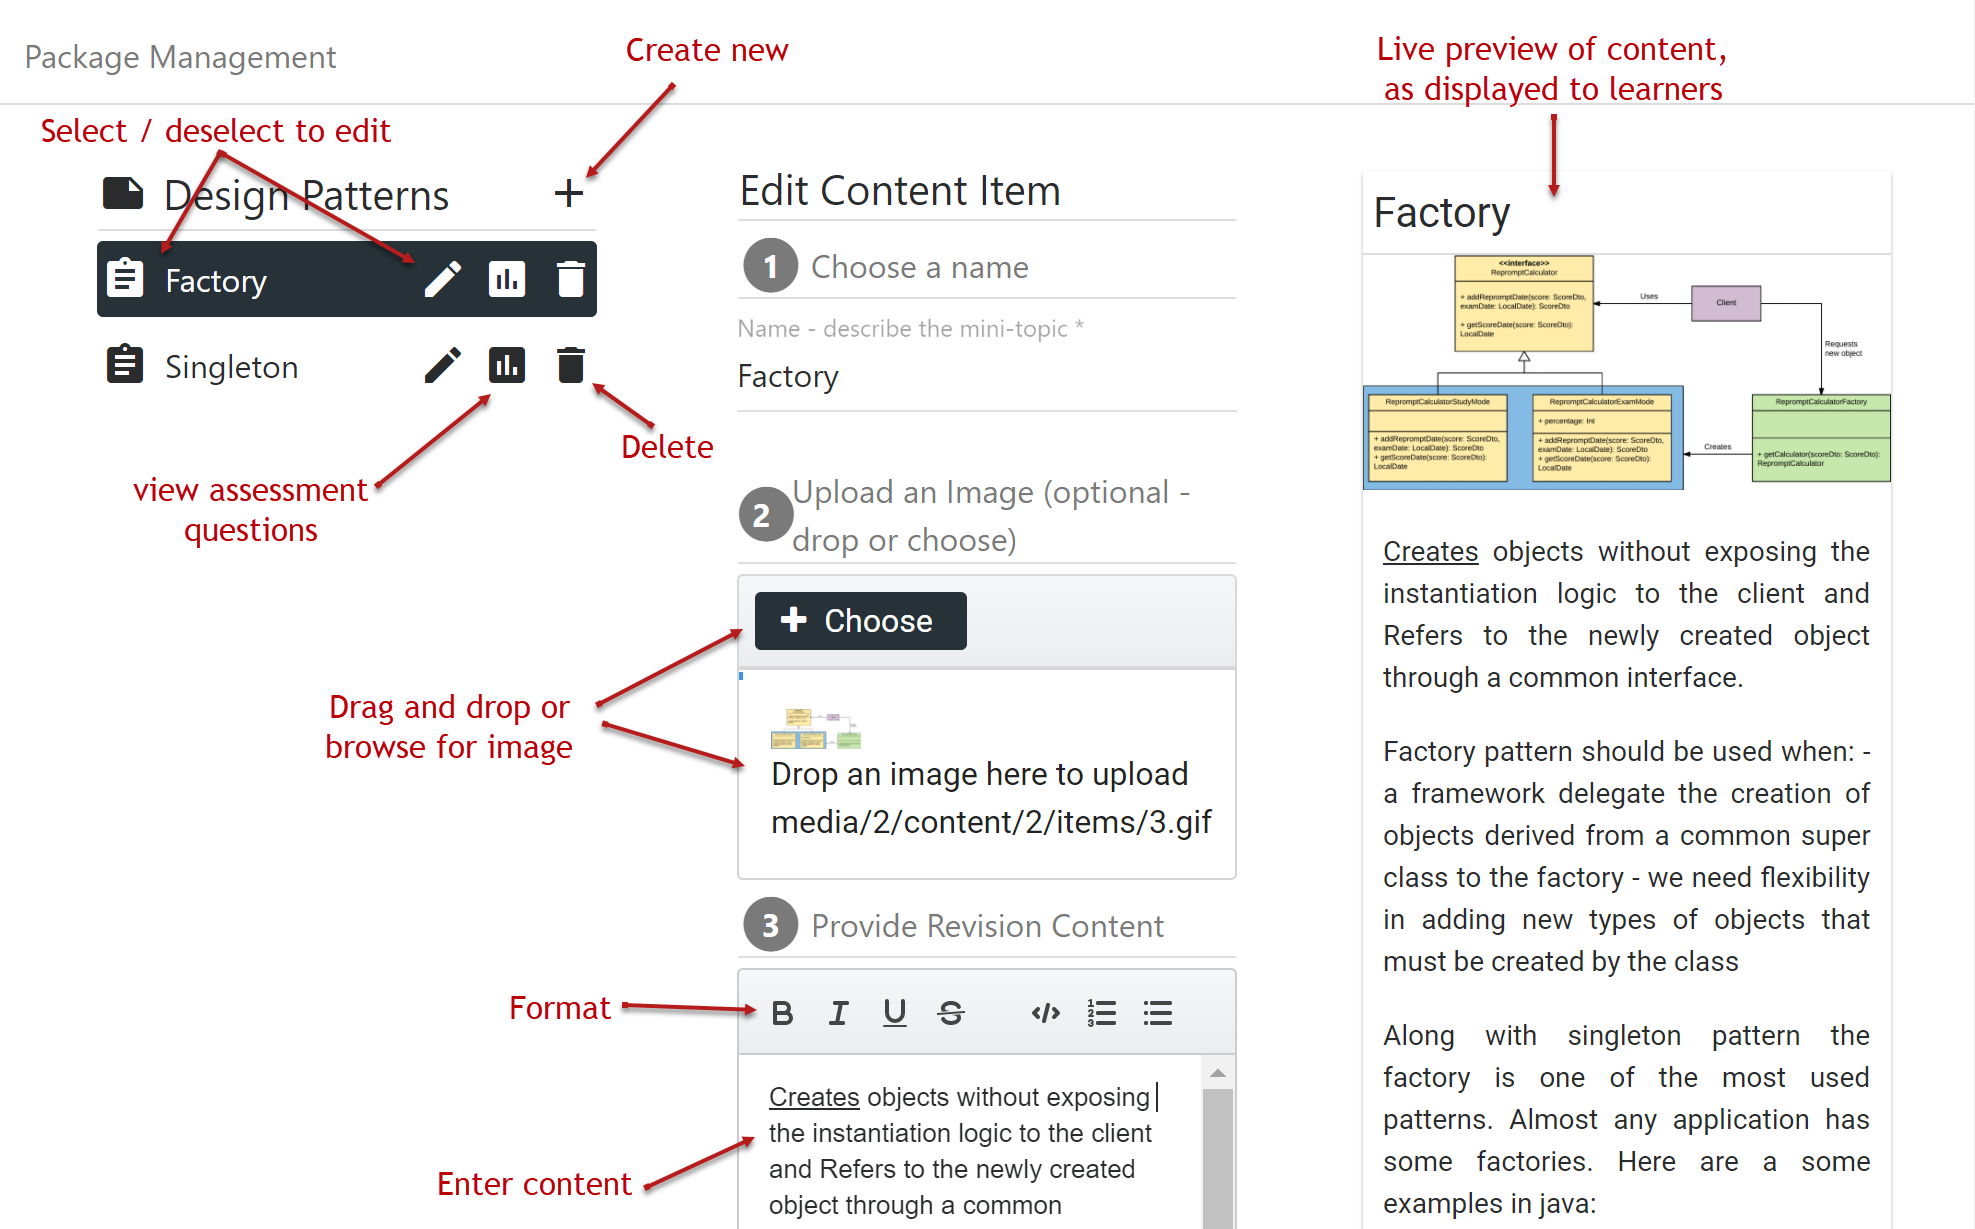 Package Management
Create new
Live preview of content,
as displayed to learners
Select / deselect to edit
Design Patterns
Factory
Singleton
Delete
view assessment
questions
Edit Content Item
1 Choose a name
Name - describe the mini-topic *
Factory
2 Upload an Image (optional -
drop or choose)
Choose
Drag and drop or
browse for image
Drop an image here to upload
media/2/content/2/items/3.gif
3 Provide Revision Content
Format
B I U S </>
Enter content
Creates objects without exposing
the instantiation logic to the client
and Refers to the newly created
object through a common
Factory
<<interface>>
RepromptCalculator
+ addRepromptDate(score: ScoreDto,
examDate: LocalDate): ScoreDto
+ getScoreDate(score: ScoreDto):
LocalDate
Uses
Client
Requests
new object
RepromptCalculatorStudyMode
+ addRepromptDate(score: ScoreDto,
examDate: LocalDate): ScoreDto
+ getScoreDate(score: ScoreDto):
LocalDate
RepromptCalculatorExamMode
+ percentage: Int
+ addRepromptDate(score: ScoreDto,
examDate: LocalDate): ScoreDto
+ getScoreDate(score: ScoreDto):
LocalDate
Creates
RepromptCalculatorFactory
+ getCalculator(scoreDto: ScoreDto):
RepromptCalculator
Creates objects without exposing the
instantiation logic to the client and
Refers to the newly created object
through a common interface.
Factory pattern should be used when: -
a framework delegate the creation of
objects derived from a common super
class to the factory - we need flexibility
in adding new types of objects that
must be created by the class
Along with singleton pattern the
factory is one of the most used
patterns. Almost any application has
some factories. Here are a some
examples in java: